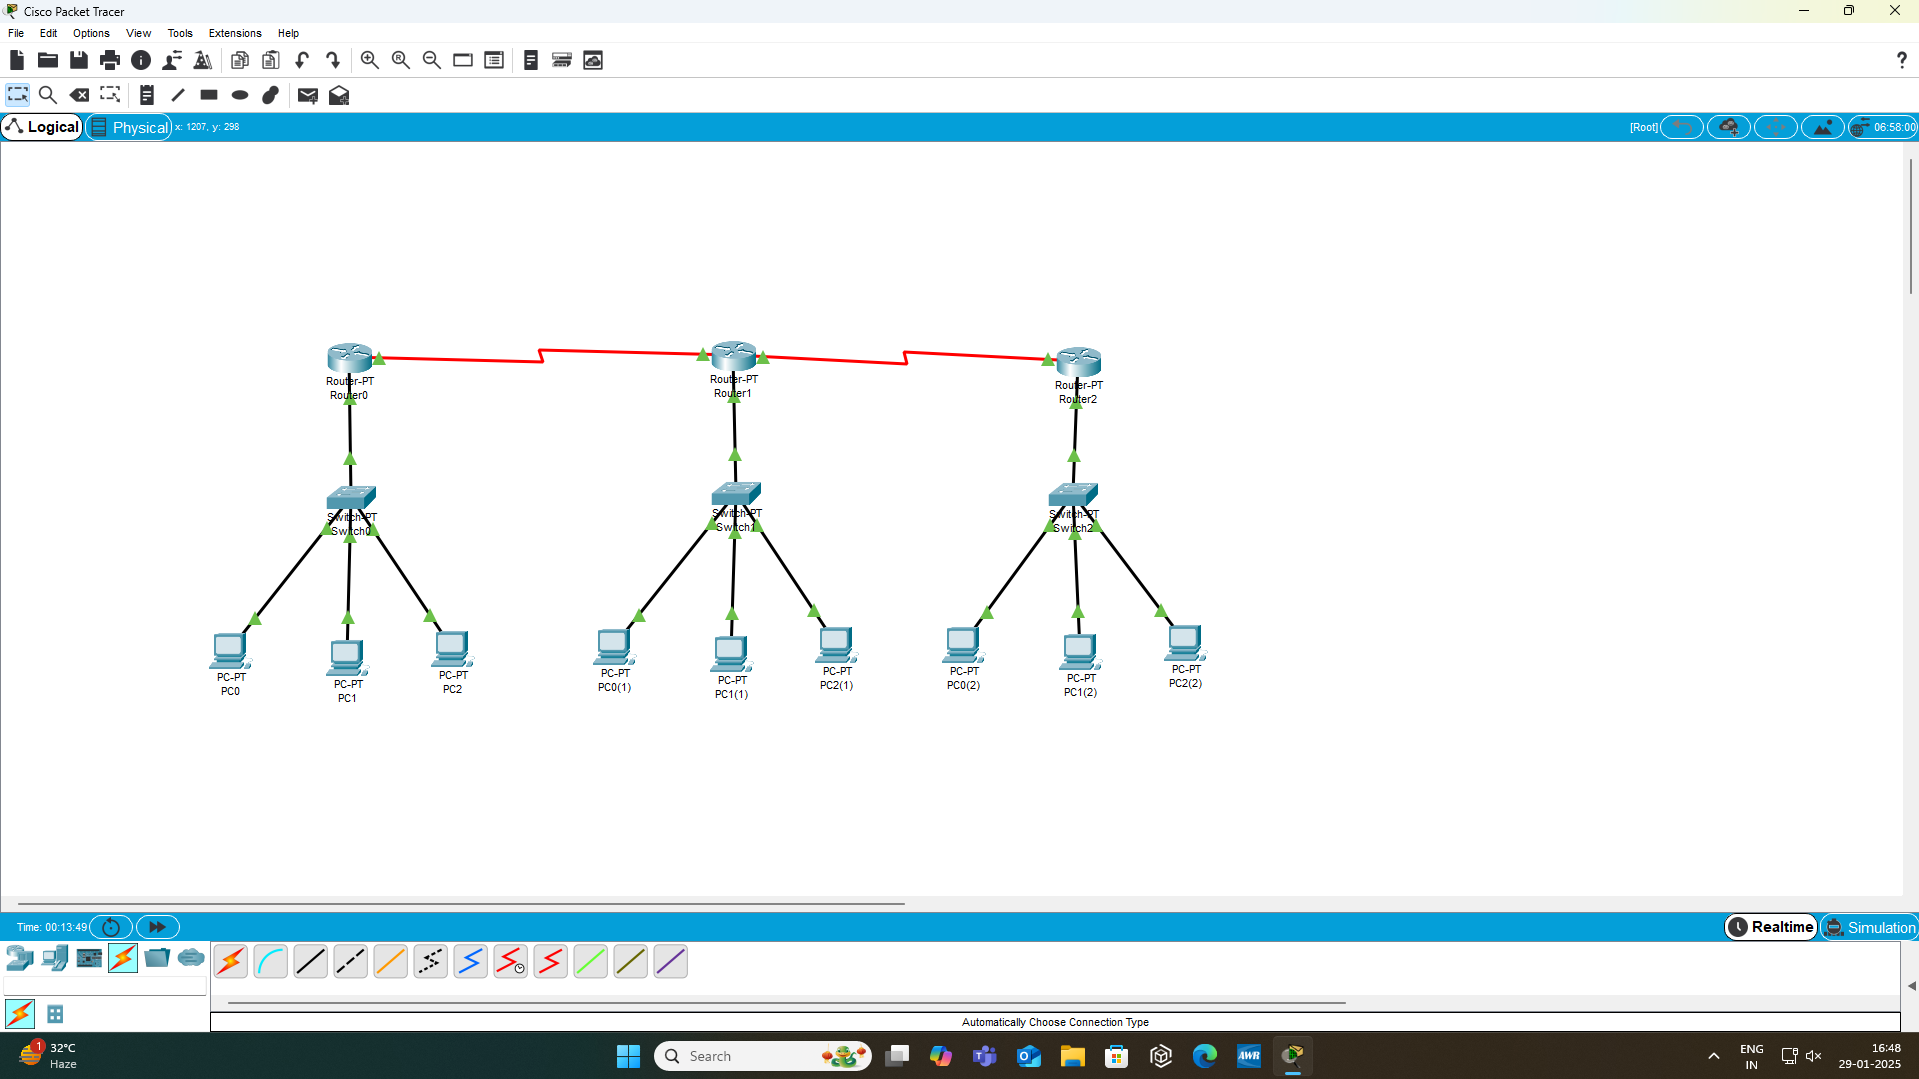 Cisco Packet Tracer
File Edit Options View Tools Extensions Help
Logical Physical x: 1207, y: 298 [Root] 06:58:00
Router-PT
Router0
Router-PT
Router1
Router-PT
Router2
Switch-PT
Switch0
Switch-PT
Switch1
Switch-PT
Switch2
PC-PT
PC0
PC-PT
PC1
PC-PT
PC2
PC-PT
PC0(1)
PC-PT
PC1(1)
PC-PT
PC2(1)
PC-PT
PC0(2)
PC-PT
PC1(2)
PC-PT
PC2(2)
Time: 00:13:49 Realtime Simulation
Automatically Choose Connection Type
1
32°C
Haze
Search
AWR
ENG
IN
16:48
29-01-2025